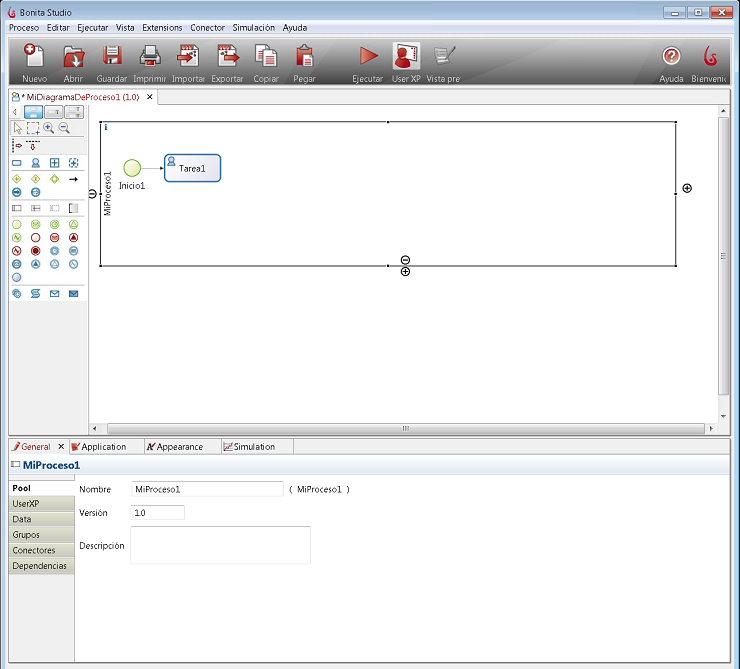 Bonita Studio
Proceso Editar Ejecutar Vista Extensions Conector Simulación Ayuda
Nuevo Abrir Guardar Imprimir Importar Exportar Copiar Pegar Ejecutar User XP Vista pre Ayuda Bienveni
* MiDiagramaDeProceso1 (1.0)
MiProceso1
Tarea1
Inicio1
General Application Appearance Simulation
MiProceso1
Pool
UserXP
Data
Grupos
Conectores
Dependencias
Nombre MiProceso1 ( MiProceso1 )
Versión 1.0
Descripción